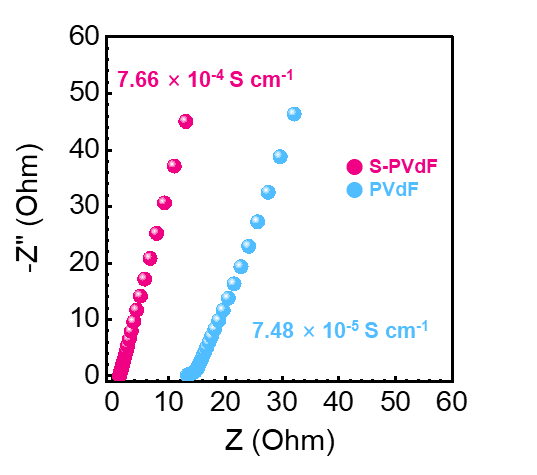 60
50
40
30
20
10
0
-Z" (Ohm)
7.66 × 10⁻⁴ S cm⁻¹
S-PVdF
PVdF
7.48 × 10⁻⁵ S cm⁻¹
0 10 20 30 40 50 60
Z (Ohm)